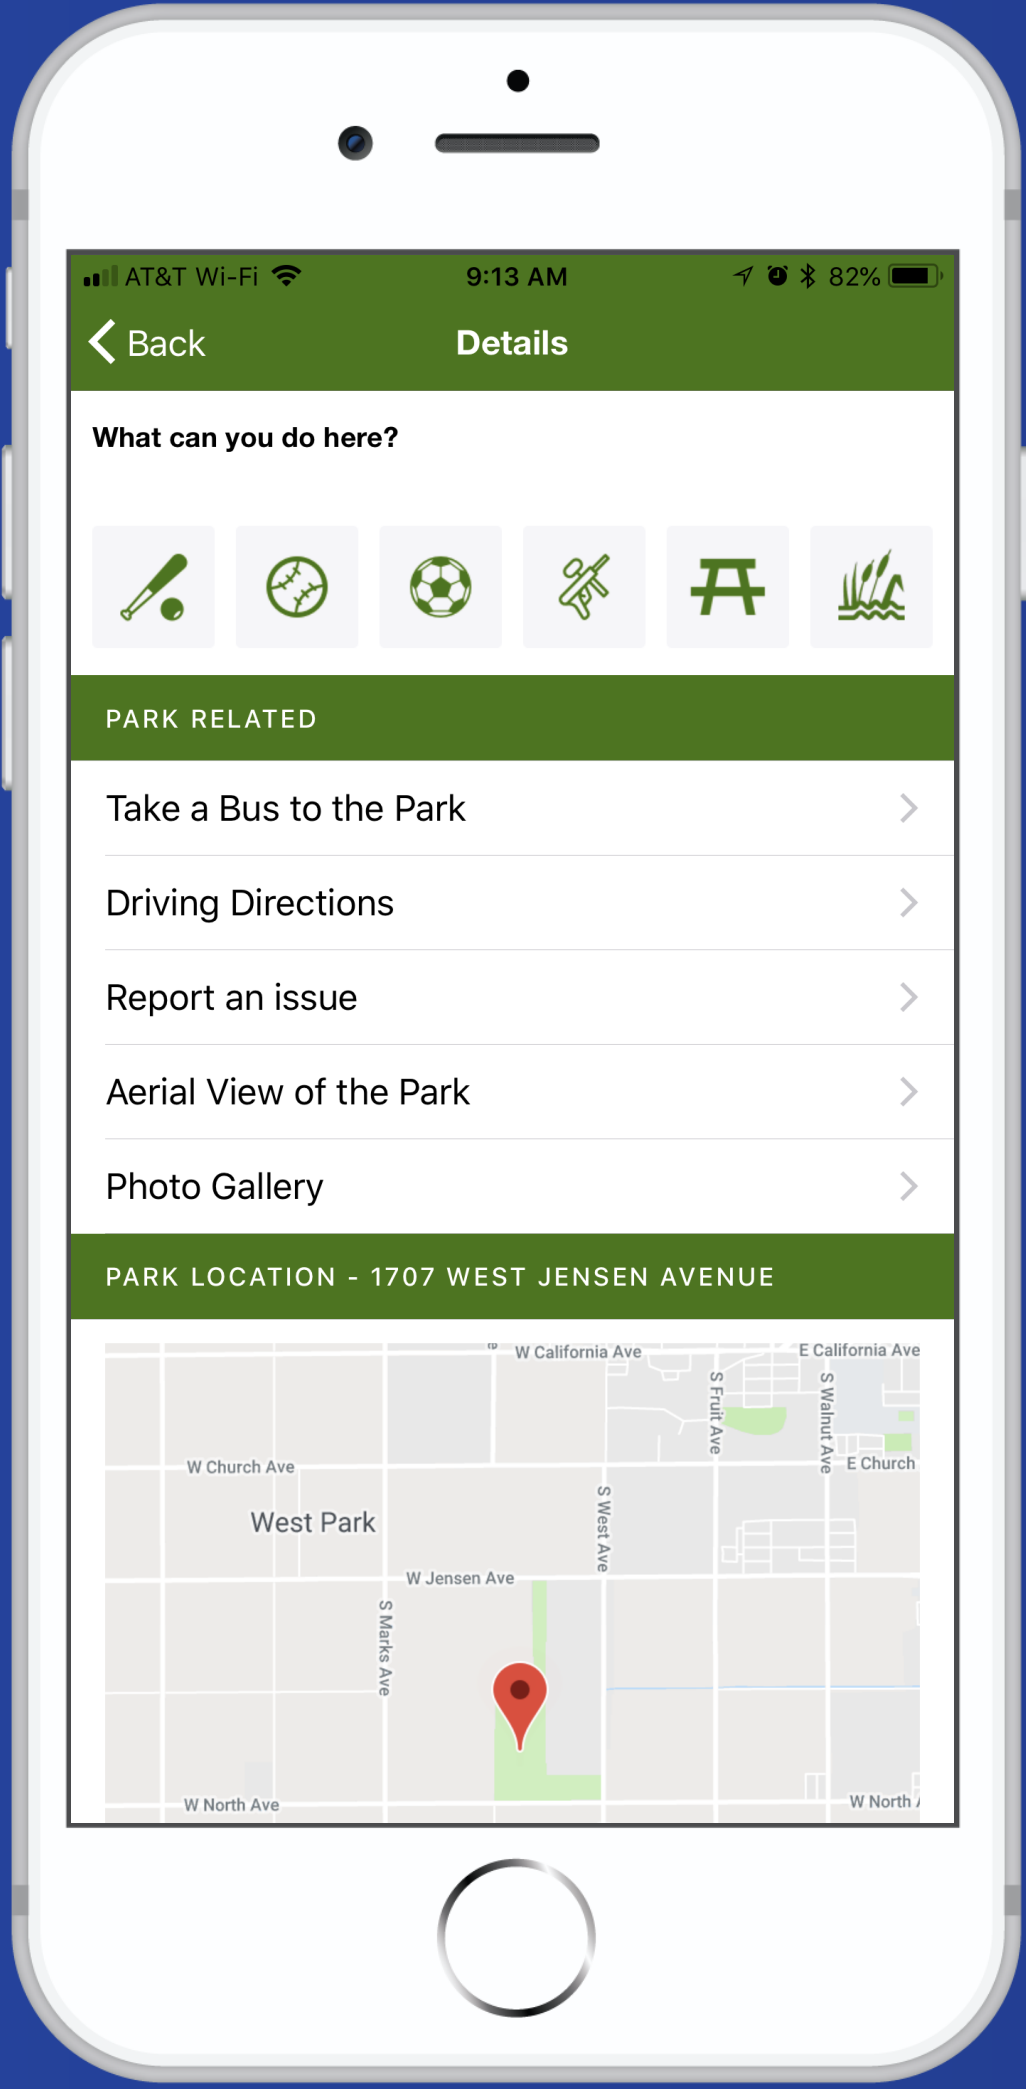 AT&T Wi-Fi 9:13 AM 82%
Back Details
What can you do here?
PARK RELATED
Take a Bus to the Park
Driving Directions
Report an issue
Aerial View of the Park
Photo Gallery
PARK LOCATION - 1707 WEST JENSEN AVENUE
W California Ave
E California Ave
S Fruit Ave
S Walnut Ave
W Church Ave
E Church
West Park
S West Ave
W Jensen Ave
S Marks Ave
W North Ave
W North